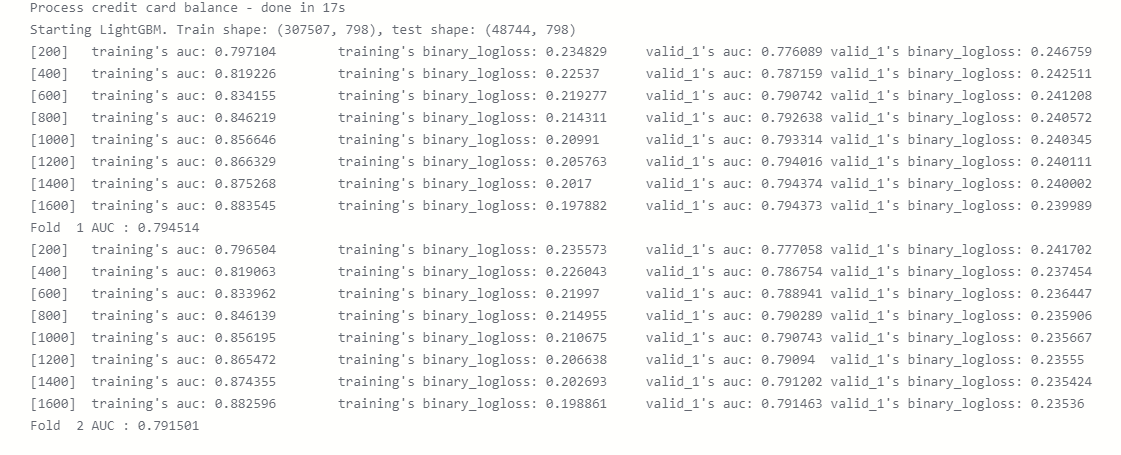 Process credit card balance - done in 17s
Starting LightGBM. Train shape: (307507, 798), test shape: (48744, 798)
[200] training's auc: 0.797104 training's binary_logloss: 0.234829 valid_1's auc: 0.776089 valid_1's binary_logloss: 0.246759
[400] training's auc: 0.819226 training's binary_logloss: 0.22537 valid_1's auc: 0.787159 valid_1's binary_logloss: 0.242511
[600] training's auc: 0.834155 training's binary_logloss: 0.219277 valid_1's auc: 0.790742 valid_1's binary_logloss: 0.241208
[800] training's auc: 0.846219 training's binary_logloss: 0.214311 valid_1's auc: 0.792638 valid_1's binary_logloss: 0.240572
[1000] training's auc: 0.856646 training's binary_logloss: 0.20991 valid_1's auc: 0.793314 valid_1's binary_logloss: 0.240345
[1200] training's auc: 0.866329 training's binary_logloss: 0.205763 valid_1's auc: 0.794016 valid_1's binary_logloss: 0.240111
[1400] training's auc: 0.875268 training's binary_logloss: 0.2017 valid_1's auc: 0.794374 valid_1's binary_logloss: 0.240002
[1600] training's auc: 0.883545 training's binary_logloss: 0.197882 valid_1's auc: 0.794373 valid_1's binary_logloss: 0.239989
Fold 1 AUC : 0.794514
[200] training's auc: 0.796504 training's binary_logloss: 0.235573 valid_1's auc: 0.777058 valid_1's binary_logloss: 0.241702
[400] training's auc: 0.819063 training's binary_logloss: 0.226043 valid_1's auc: 0.786754 valid_1's binary_logloss: 0.237454
[600] training's auc: 0.833962 training's binary_logloss: 0.21997 valid_1's auc: 0.788941 valid_1's binary_logloss: 0.236447
[800] training's auc: 0.846139 training's binary_logloss: 0.214955 valid_1's auc: 0.790289 valid_1's binary_logloss: 0.235906
[1000] training's auc: 0.856195 training's binary_logloss: 0.210675 valid_1's auc: 0.790743 valid_1's binary_logloss: 0.235667
[1200] training's auc: 0.865472 training's binary_logloss: 0.206638 valid_1's auc: 0.79094 valid_1's binary_logloss: 0.23555
[1400] training's auc: 0.874355 training's binary_logloss: 0.202693 valid_1's auc: 0.791202 valid_1's binary_logloss: 0.235424
[1600] training's auc: 0.882596 training's binary_logloss: 0.198861 valid_1's auc: 0.791463 valid_1's binary_logloss: 0.23536
Fold 2 AUC : 0.791501